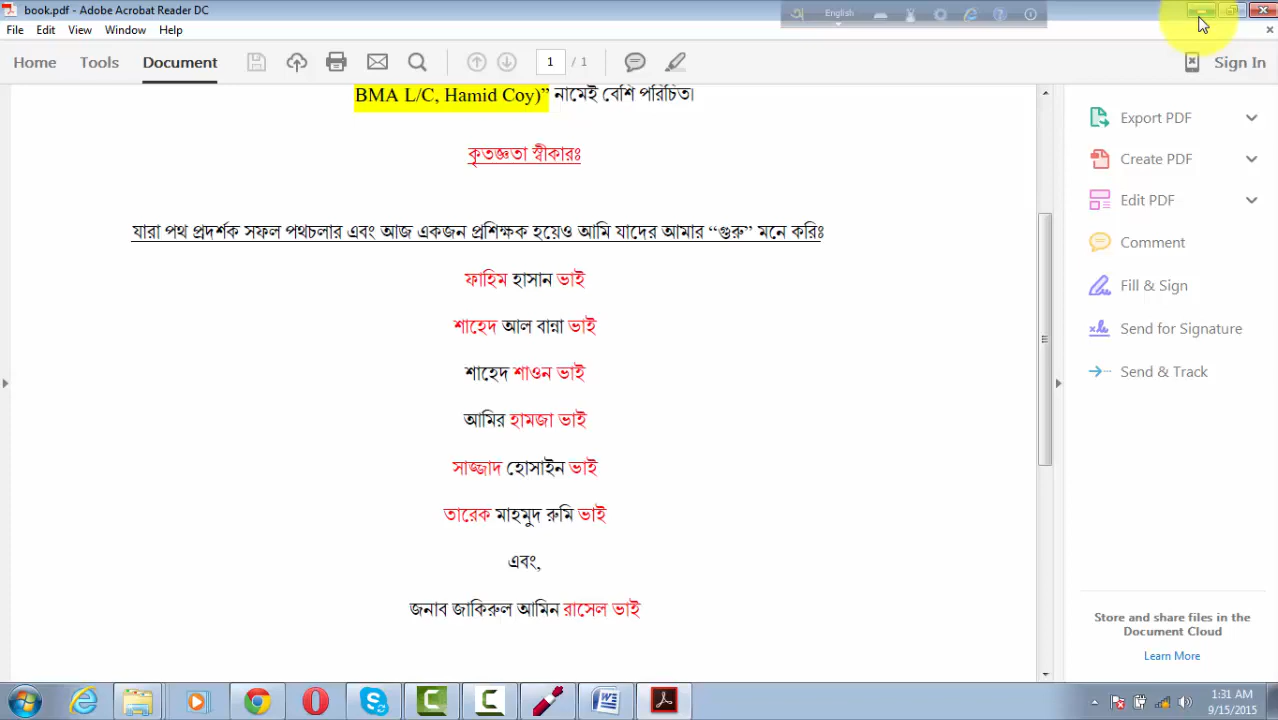 book.pdf - Adobe Acrobat Reader DC
English
File Edit View Window Help
Home Tools Document 1 / 1 Sign In
BMA L/C, Hamid Coy)” নামেই বেশি পরিচিত।
কৃতজ্ঞতা স্বীকারঃ
যারা পথ প্রদর্শক সফল পথচলার এবং আজ একজন প্রশিক্ষক হয়েও আমি যাদের আমার “গুরু” মনে করিঃ
ফাহিম হাসান ভাই
শাহেদ আল বান্না ভাই
শাহেদ শাওন ভাই
আমির হামজা ভাই
সাজ্জাদ হোসাইন ভাই
তারেক মাহমুদ রুমি ভাই
এবং,
জনাব জাকিরুল আমিন রাসেল ভাই
Export PDF
Create PDF
Edit PDF
Comment
Fill & Sign
Send for Signature
Send & Track
Store and share files in the
Document Cloud
Learn More
1:31 AM
9/15/2015